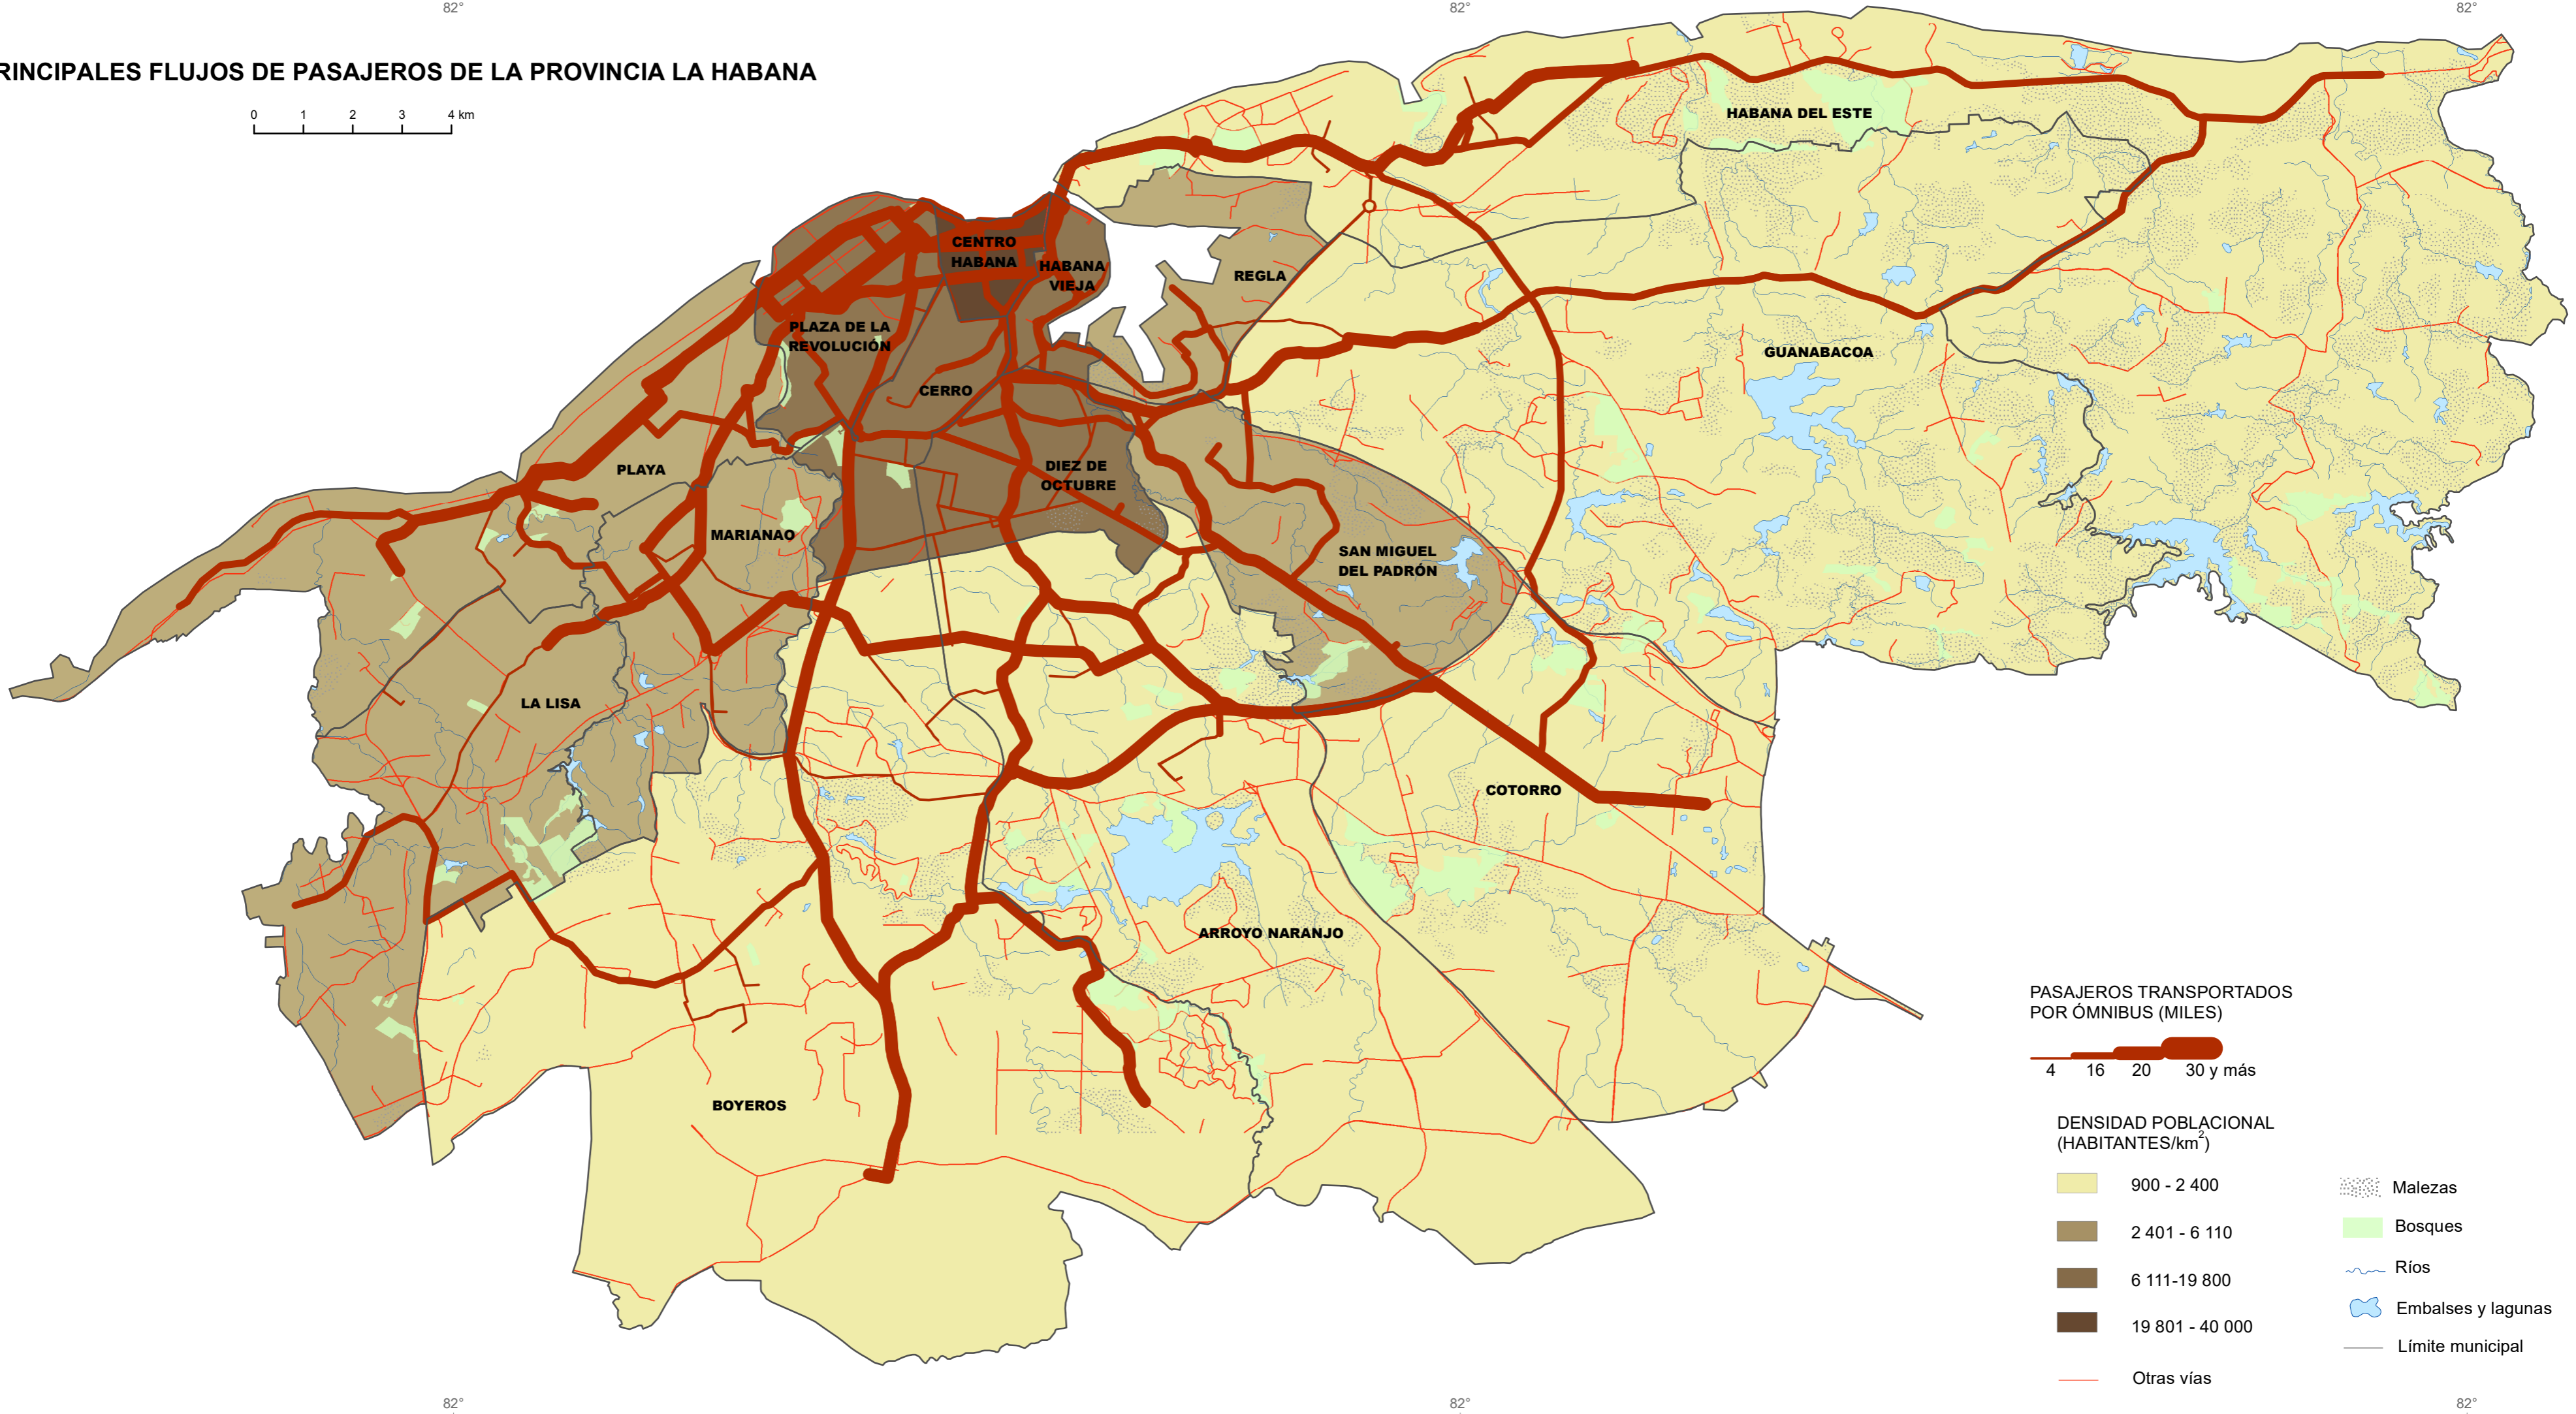 82°
82°
82°
RINCIPALES FLUJOS DE PASAJEROS DE LA PROVINCIA LA HABANA
0 1 2 3 4 km
HABANA DEL ESTE
CENTRO
HABANA
HABANA
VIEJA
REGLA
PLAZA DE LA
REVOLUCIÓN
GUANABACOA
CERRO
PLAYA
DIEZ DE
OCTUBRE
MARIANAO
SAN MIGUEL
DEL PADRÓN
LA LISA
COTORRO
ARROYO NARANJO
BOYEROS
PASAJEROS TRANSPORTADOS
POR ÓMNIBUS (MILES)
4 16 20 30 y más
DENSIDAD POBLACIONAL
(HABITANTES/km²)
900 - 2 400
2 401 - 6 110
6 111-19 800
19 801 - 40 000
Otras vías
Malezas
Bosques
Ríos
Embalses y lagunas
Límite municipal
82°
82°
82°